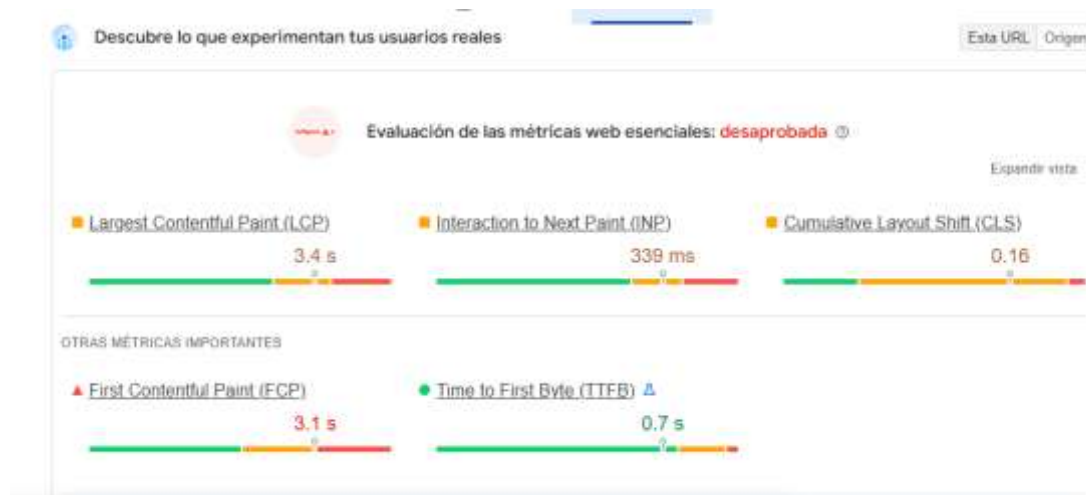 Descubre lo que experimentan tus usuarios reales
Esta URL Origen
Evaluación de las métricas web esenciales: desaprobada
Expandir vista
Largest Contentful Paint (LCP)
3.4 s
Interaction to Next Paint (INP)
339 ms
Cumulative Layout Shift (CLS)
0.16
OTRAS MÉTRICAS IMPORTANTES
First Contentful Paint (FCP)
3.1 s
Time to First Byte (TTFB)
0.7 s